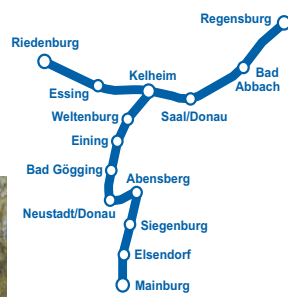 Regensburg
Riedenburg
Kelheim
Bad
Abbach
Essing
Weltenburg
Saal/Donau
Eining
Bad Gögging
Abensberg
Neustadt/Donau
Siegenburg
Elsendorf
Mainburg